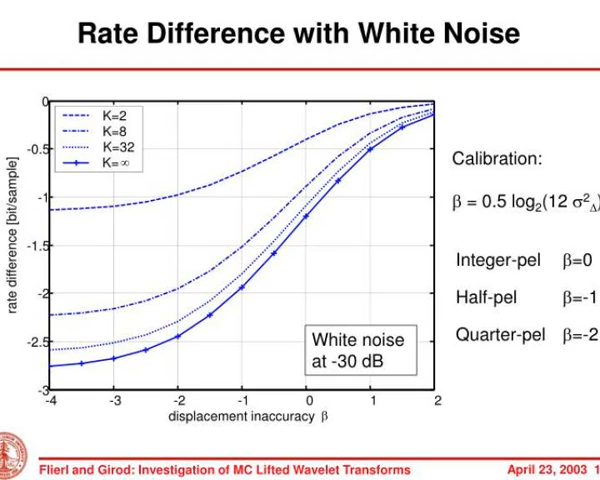 Rate Difference with White Noise
K=2
K=8
K=32
K=∞
0
-0.5
-1
-1.5
-2
-2.5
-3
-4 -3 -2 -1 0 1 2
rate difference [bit/sample]
displacement inaccuracy β
White noise
at -30 dB
Calibration:
β = 0.5 log₂(12 σ²Δ)
Integer-pel β=0
Half-pel β=-1
Quarter-pel β=-2
Flierl and Girod: Investigation of MC Lifted Wavelet Transforms
April 23, 2003 1